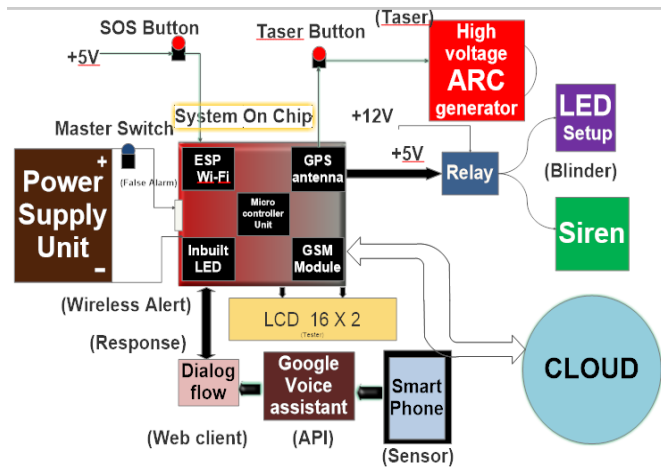 SOS Button
+5V
Taser Button
(Taser)
High
voltage
ARC
generator
System On Chip
Master Switch
(False Alarm)
+
Power
Supply
Unit
−
ESP
Wi-Fi
GPS
antenna
Micro
controller
Unit
Inbuilt
LED
GSM
Module
+12V
+5V
Relay
LED
Setup
(Blinder)
Siren
(Wireless Alert)
(Response)
LCD 16 X 2
(Tester)
Dialog
flow
Google
Voice
assistant
Smart
Phone
(Web client)
(API)
(Sensor)
CLOUD